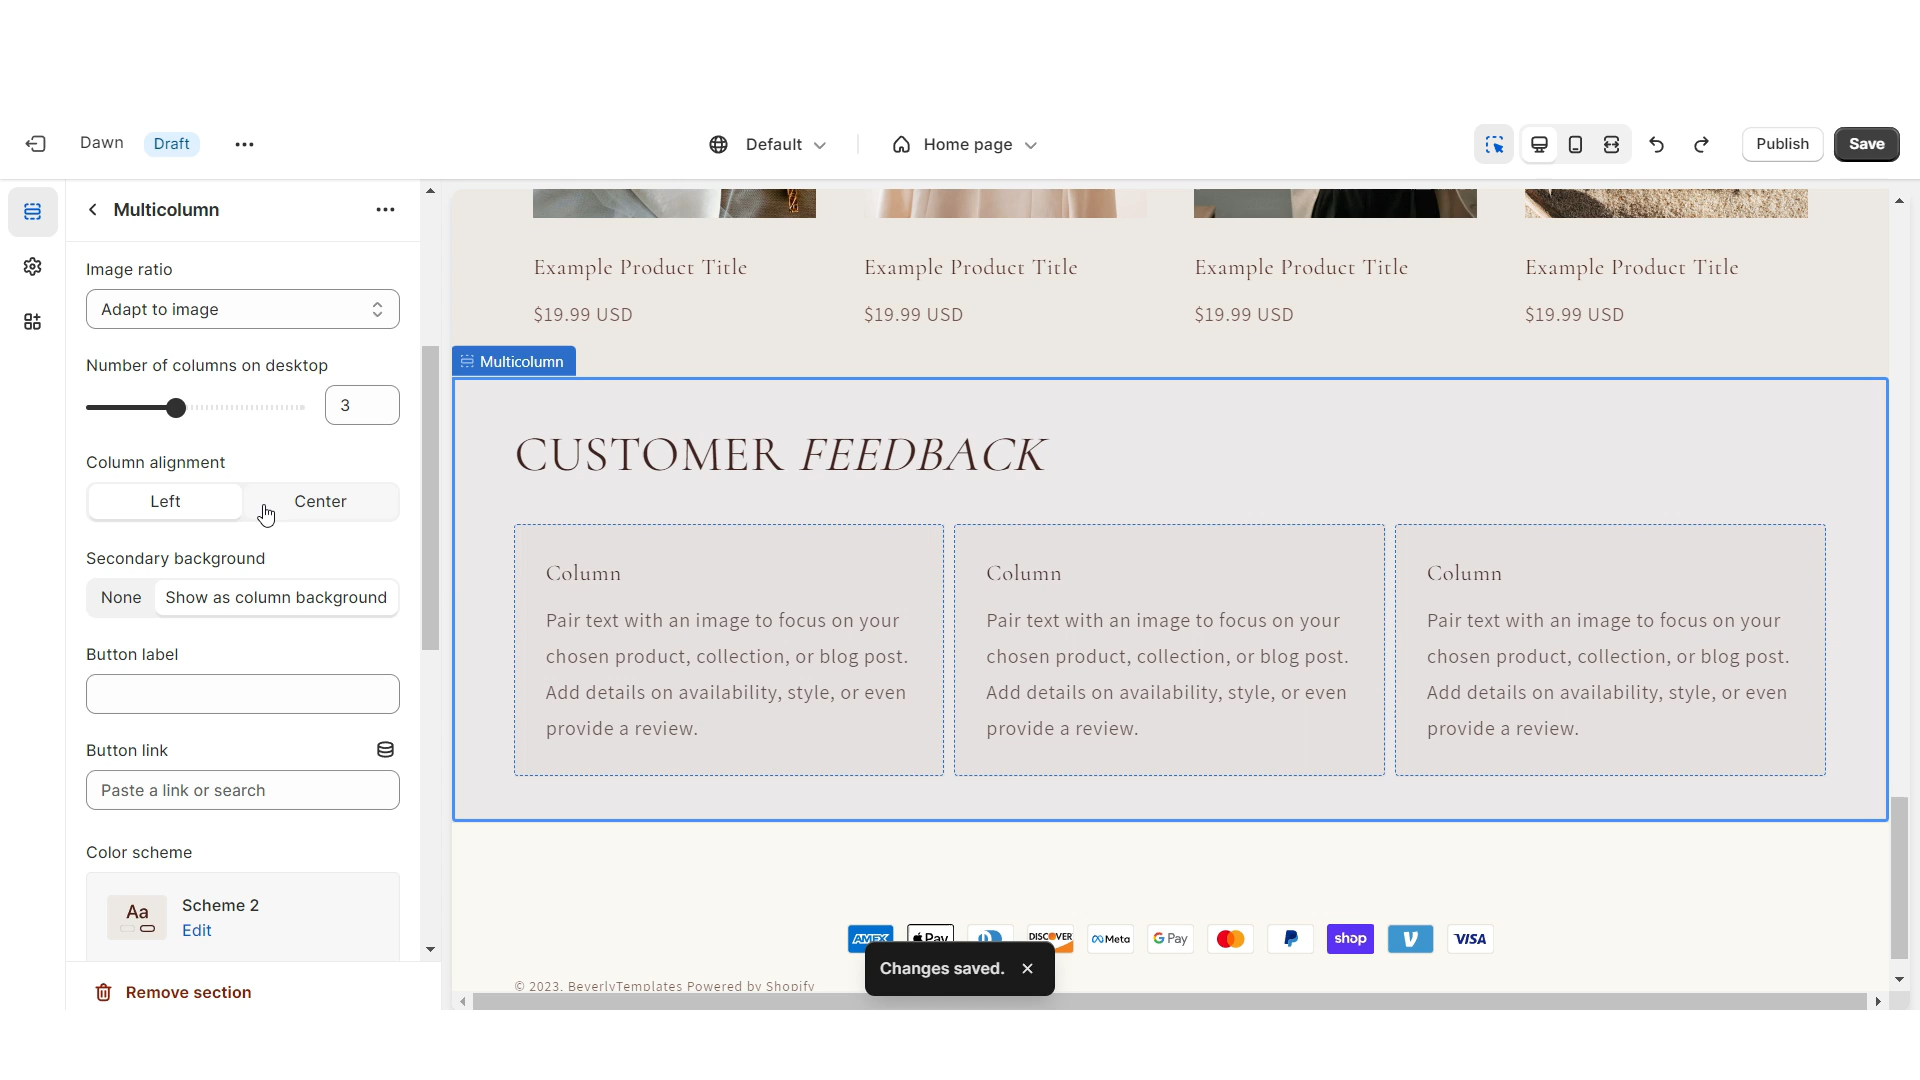 Dawn
Draft
Default
Home page
Publish
Save
Multicolumn
Image ratio
Adapt to image
Number of columns on desktop
3
Column alignment
Left
Center
Secondary background
None
Show as column background
Button label
Button link
Paste a link or search
Color scheme
Aa
Scheme 2
Edit
Remove section
Example Product Title
Example Product Title
Example Product Title
Example Product Title
$19.99 USD
$19.99 USD
$19.99 USD
$19.99 USD
Multicolumn
CUSTOMER FEEDBACK
Column
Pair text with an image to focus on your
chosen product, collection, or blog post.
Add details on availability, style, or even
provide a review.
Column
Pair text with an image to focus on your
chosen product, collection, or blog post.
Add details on availability, style, or even
provide a review.
Column
Pair text with an image to focus on your
chosen product, collection, or blog post.
Add details on availability, style, or even
provide a review.
AMEX
Pay
DISCOVER
Meta
G Pay
shop
VISA
Changes saved.
© 2023, BeverlyTemplates Powered by Shopify